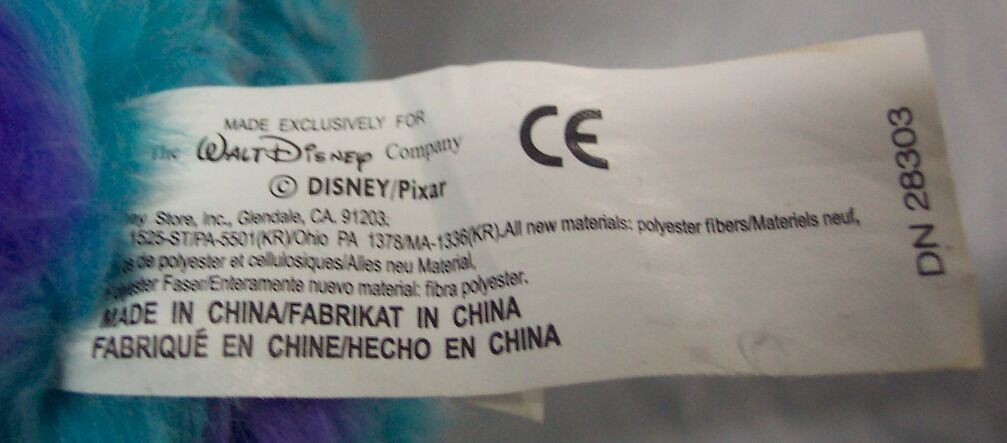 MADE EXCLUSIVELY FOR
The WALT DISNEY Company
CE
© DISNEY/Pixar
Store, Inc., Glendale, CA. 91203:
1525-ST/PA-5501(KR)/Ohio PA 1378/MA-1336(KR).All new materials: polyester fibers/Materiels neuf,
de polyester et cellulosiques/Alles neu Material,
Faser/Enteramente nuevo material: fibra polyester.
MADE IN CHINA/FABRIKAT IN CHINA
FABRIQUÉ EN CHINE/HECHO EN CHINA
DN 28303